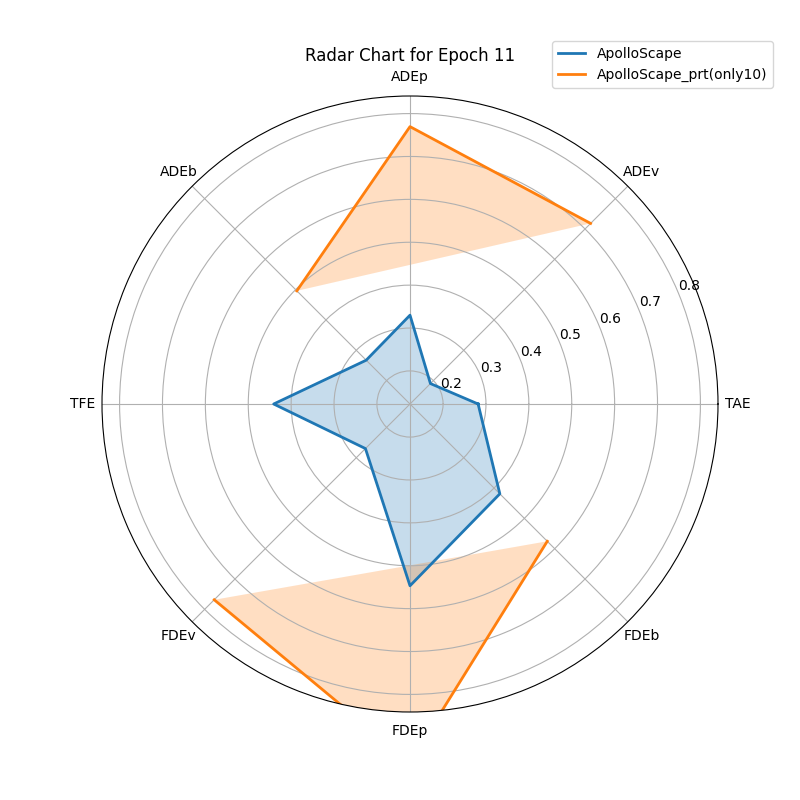 Radar Chart for Epoch 11
ApolloScape
ApolloScape_prt(only10)
ADEp
ADEb
ADEv
0.8
0.7
0.6
0.5
0.4
0.3
0.2
TFE
TAE
FDEv
FDEb
FDEp